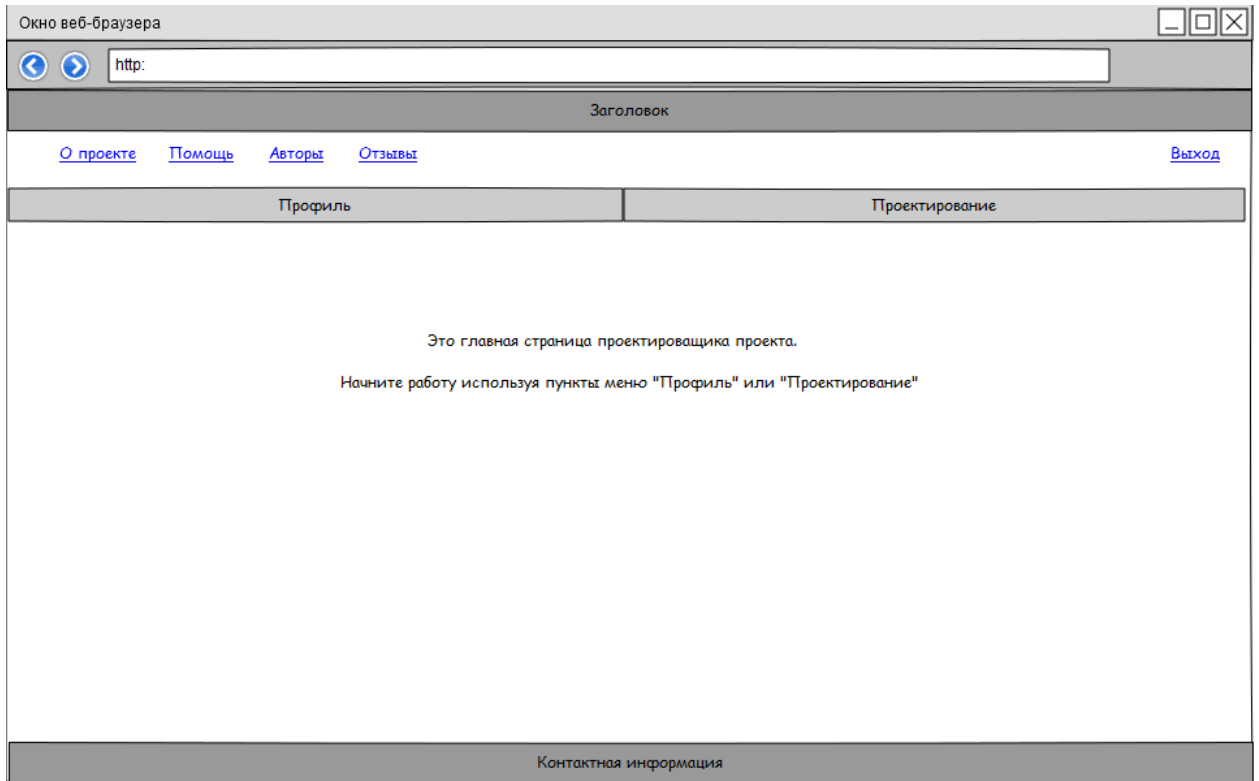 Окно веб-браузера
http:
Заголовок
О проекте Помощь Авторы Отзывы Выход
Профиль Проектирование
Это главная страница проектироващика проекта.
Начните работу используя пункты меню "Профиль" или "Проектирование"
Контактная информация